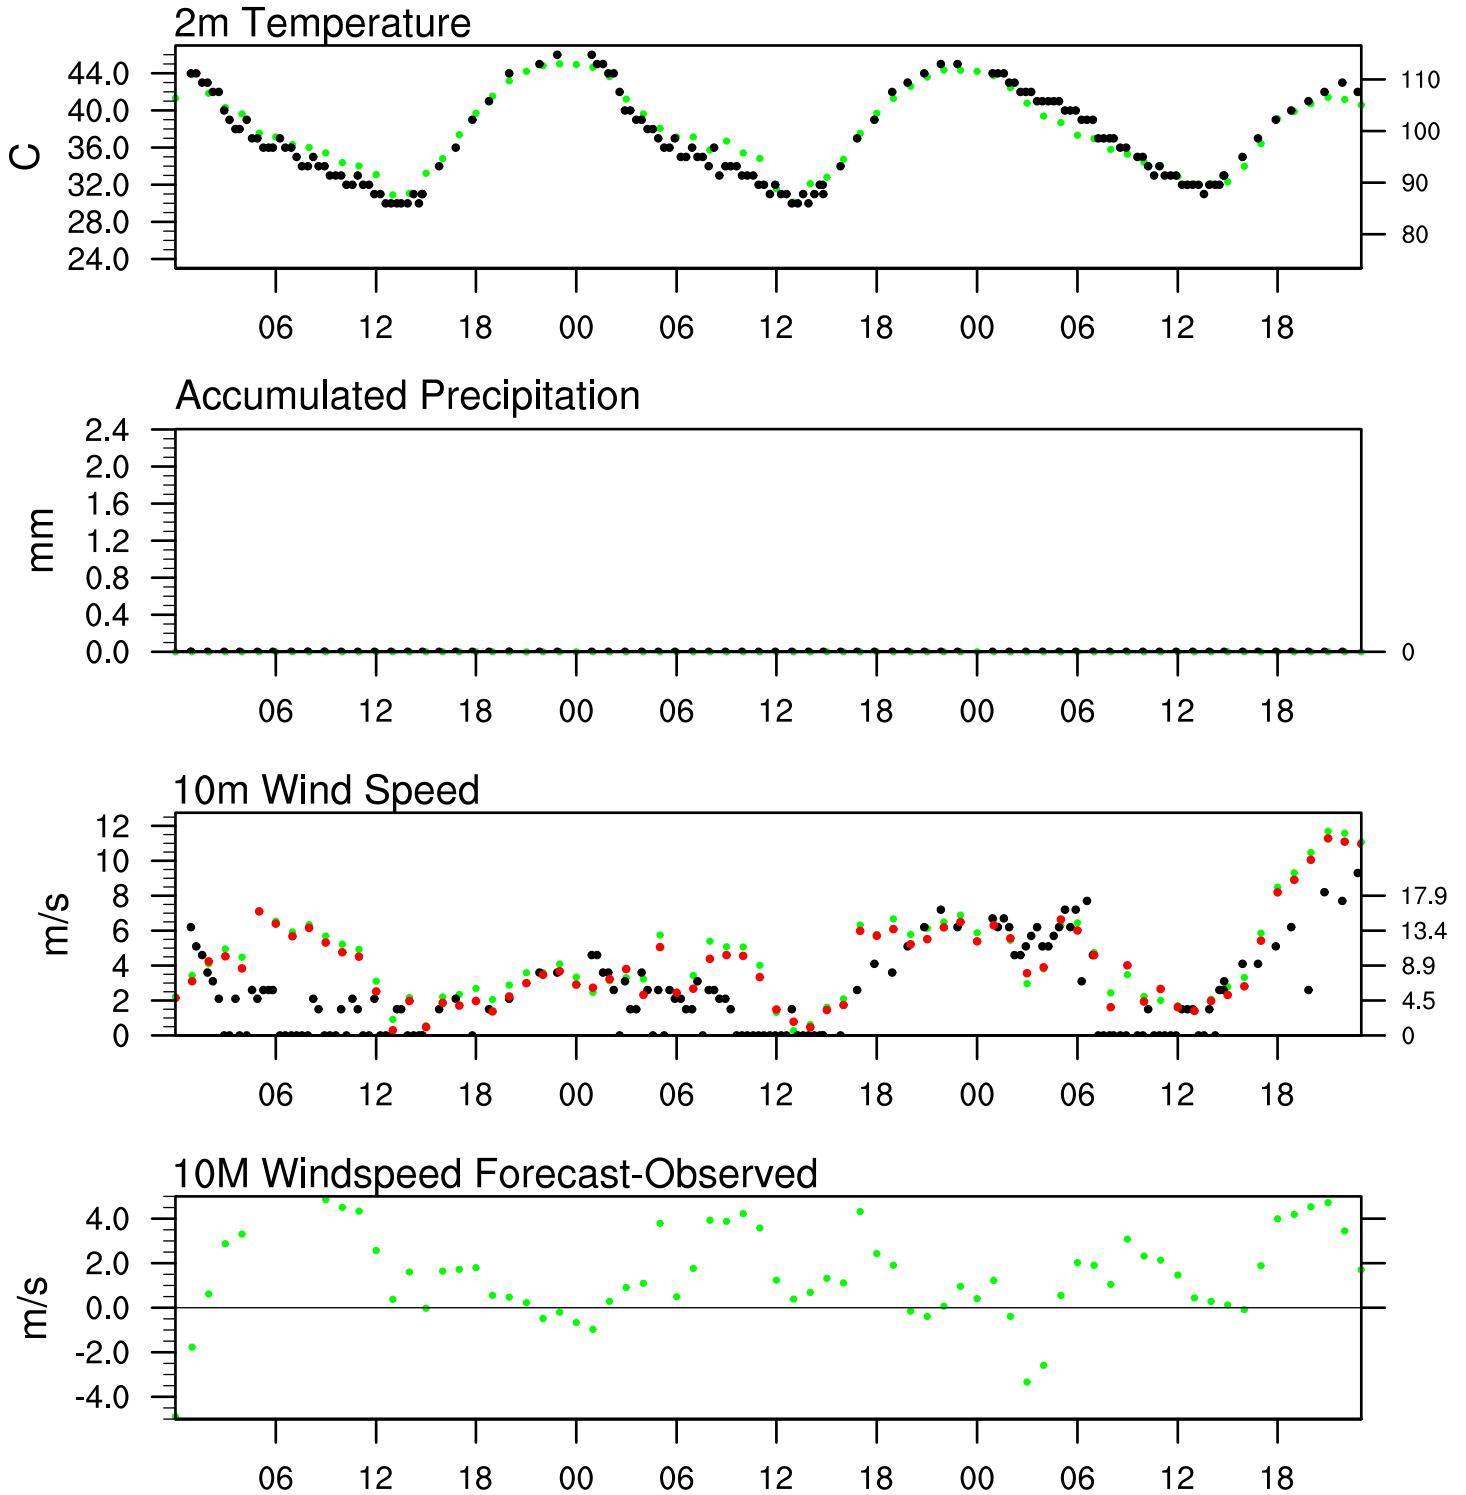 2m Temperature
44.0
40.0
36.0
32.0
28.0
24.0
C
110
100
90
80
06 12 18 00 06 12 18 00 06 12 18
Accumulated Precipitation
2.4
2.0
1.6
1.2
0.8
0.4
0.0
mm
0
06 12 18 00 06 12 18 00 06 12 18
10m Wind Speed
12
10
8
6
4
2
0
m/s
17.9
13.4
8.9
4.5
0
06 12 18 00 06 12 18 00 06 12 18
10M Windspeed Forecast-Observed
4.0
2.0
0.0
-2.0
-4.0
m/s
06 12 18 00 06 12 18 00 06 12 18